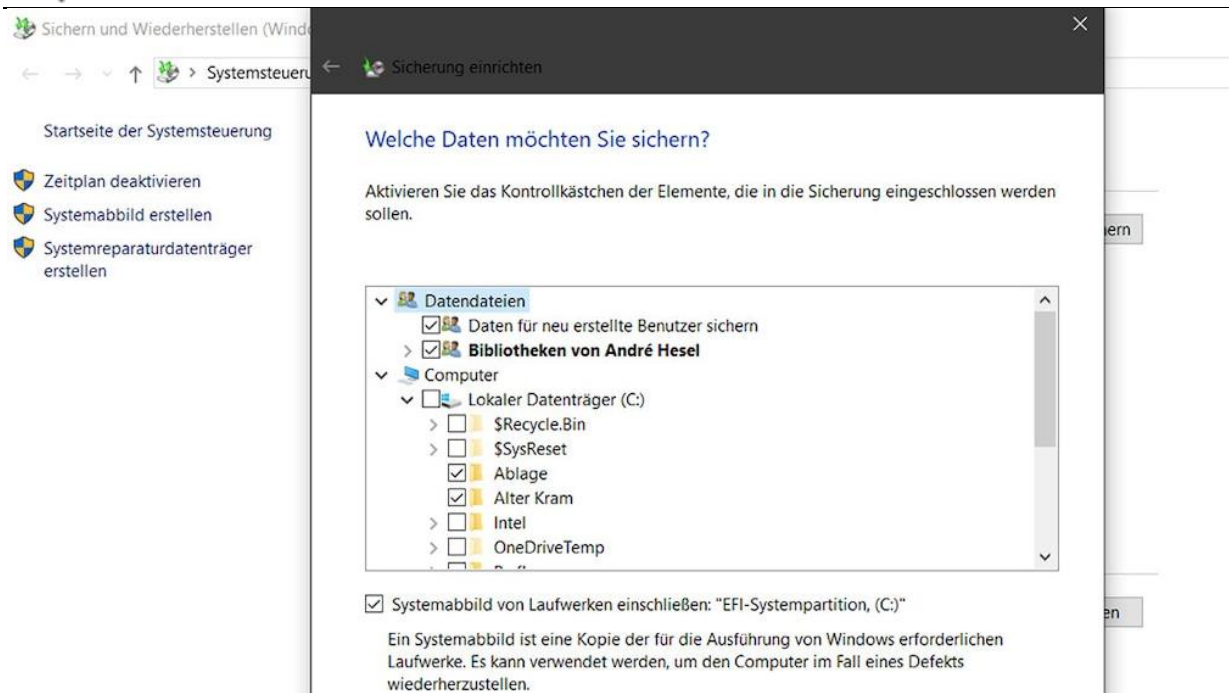 Sichern und Wiederherstellen (Wind
Systemsteueru
Sicherung einrichten
Startseite der Systemsteuerung
Zeitplan deaktivieren
Systemabbild erstellen
Systemreparaturdatenträger
erstellen
Welche Daten möchten Sie sichern?
Aktivieren Sie das Kontrollkästchen der Elemente, die in die Sicherung eingeschlossen werden
sollen.
ern
Datendateien
Daten für neu erstellte Benutzer sichern
Bibliotheken von André Hesel
Computer
Lokaler Datenträger (C:)
$Recycle.Bin
$SysReset
Ablage
Alter Kram
Intel
OneDriveTemp
Systemabbild von Laufwerken einschließen: "EFI-Systempartition, (C:)"
en
Ein Systemabbild ist eine Kopie der für die Ausführung von Windows erforderlichen
Laufwerke. Es kann verwendet werden, um den Computer im Fall eines Defekts
wiederherzustellen.